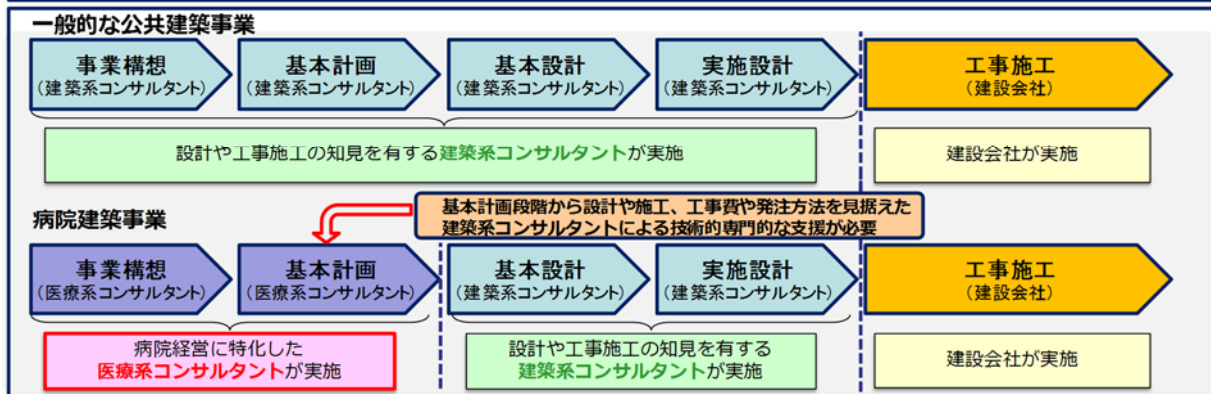 一般的な公共建築事業
事業構想
(建築系コンサルタント)
基本計画
(建築系コンサルタント)
基本設計
(建築系コンサルタント)
実施設計
(建築系コンサルタント)
工事施工
(建設会社)
設計や工事施工の知見を有する建築系コンサルタントが実施
建設会社が実施
病院建築事業
基本計画段階から設計や施工、工事費や発注方法を見据えた
建築系コンサルタントによる技術的専門的な支援が必要
事業構想
(医療系コンサルタント)
基本計画
(医療系コンサルタント)
基本設計
(建築系コンサルタント)
実施設計
(建築系コンサルタント)
工事施工
(建設会社)
病院経営に特化した
医療系コンサルタントが実施
設計や工事施工の知見を有する
建築系コンサルタントが実施
建設会社が実施